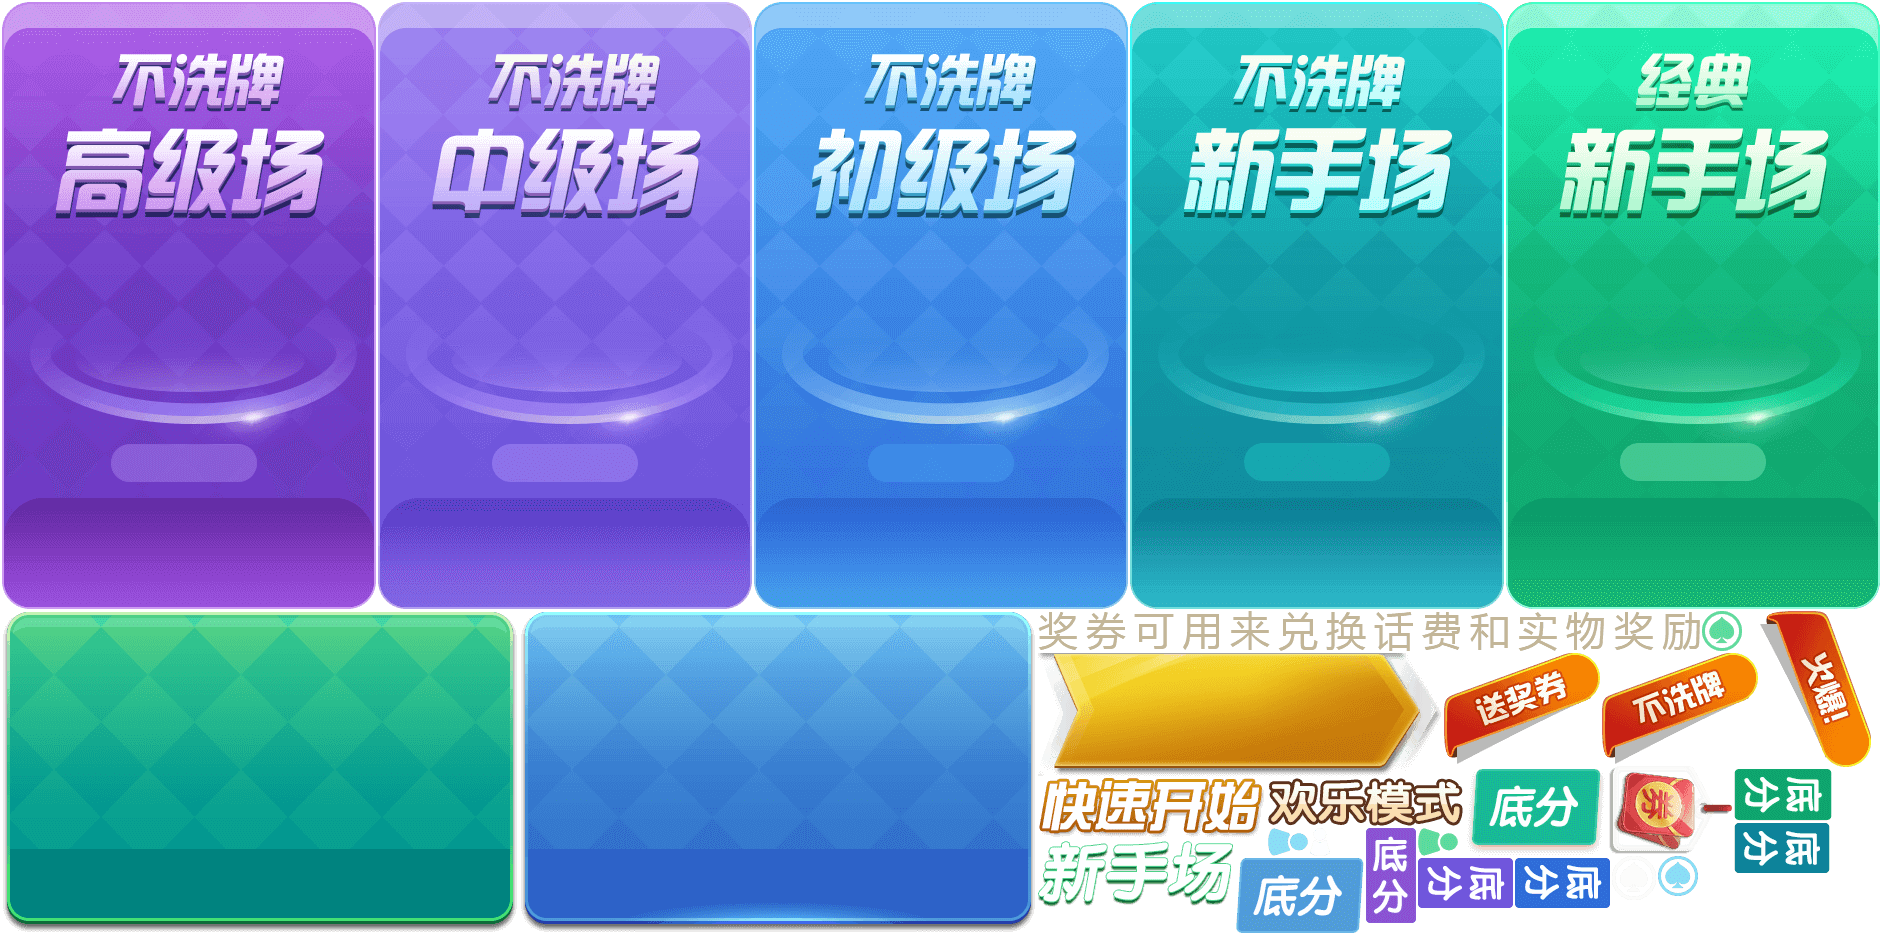 不洗牌
高级场
不洗牌
中级场
不洗牌
初级场
不洗牌
新手场
经典
新手场
奖券可用来兑换话费和实物奖励
送奖券
不洗牌
火爆!
快速开始
欢乐模式
底分
券
底分
底分
新手场
底分
底分
底分
底分